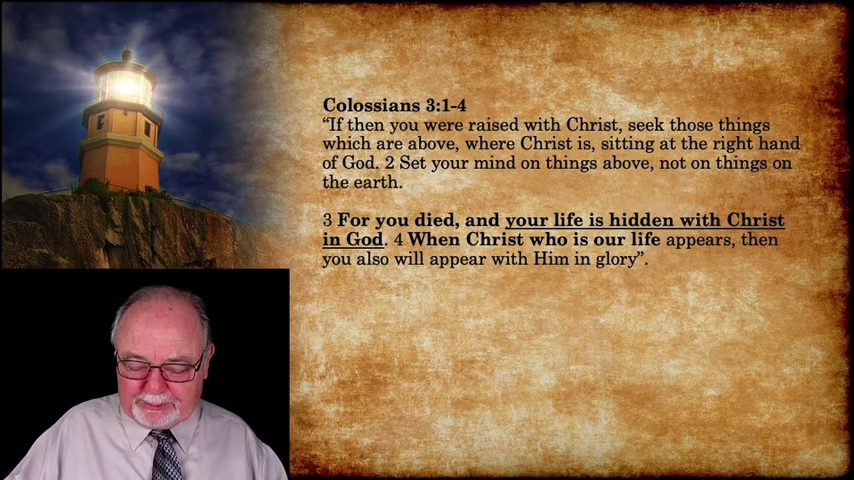 Colossians 3:1-4
“If then you were raised with Christ, seek those things
which are above, where Christ is, sitting at the right hand
of God. 2 Set your mind on things above, not on things on
the earth.
3 For you died, and your life is hidden with Christ
in God. 4 When Christ who is our life appears, then
you also will appear with Him in glory”.